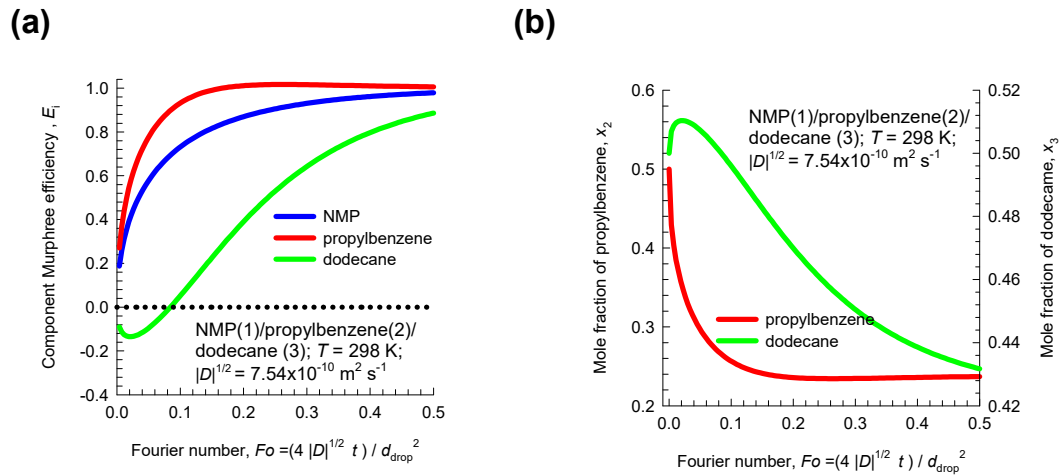 (a)
Component Murphree efficiency , Ei
1.0
0.8
0.6
0.4
0.2
0.0
-0.2
-0.4
NMP
propylbenzene
dodecane
NMP(1)/propylbenzene(2)/
dodecane (3); T = 298 K;
|D|^1/2 = 7.54x10^-10 m^2 s^-1
0.0 0.1 0.2 0.3 0.4 0.5
Fourier number, Fo =(4 |D|^1/2 t ) / d_drop^2
(b)
Mole fraction of propylbenzene, x2
0.6
0.5
0.4
0.3
0.2
NMP(1)/propylbenzene(2)/
dodecane (3); T = 298 K;
|D|^1/2 = 7.54x10^-10 m^2 s^-1
propylbenzene
dodecane
0.52
0.50
0.48
0.46
0.44
0.42
Mole fraction of dodecame, x3
0.0 0.1 0.2 0.3 0.4 0.5
Fourier number, Fo =(4 |D|^1/2 t ) / d_drop^2